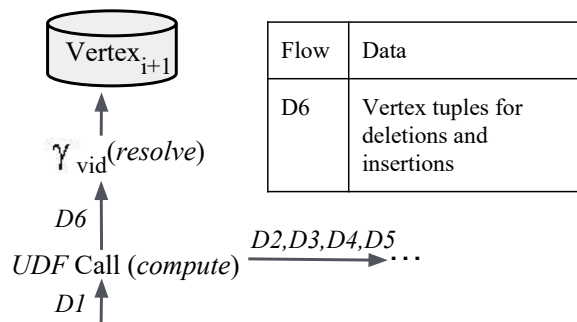 Vertex i+1
γ vid (resolve)
D6
D2,D3,D4,D5
UDF Call (compute)
...
D1
Flow Data
D6 Vertex tuples for
deletions and
insertions